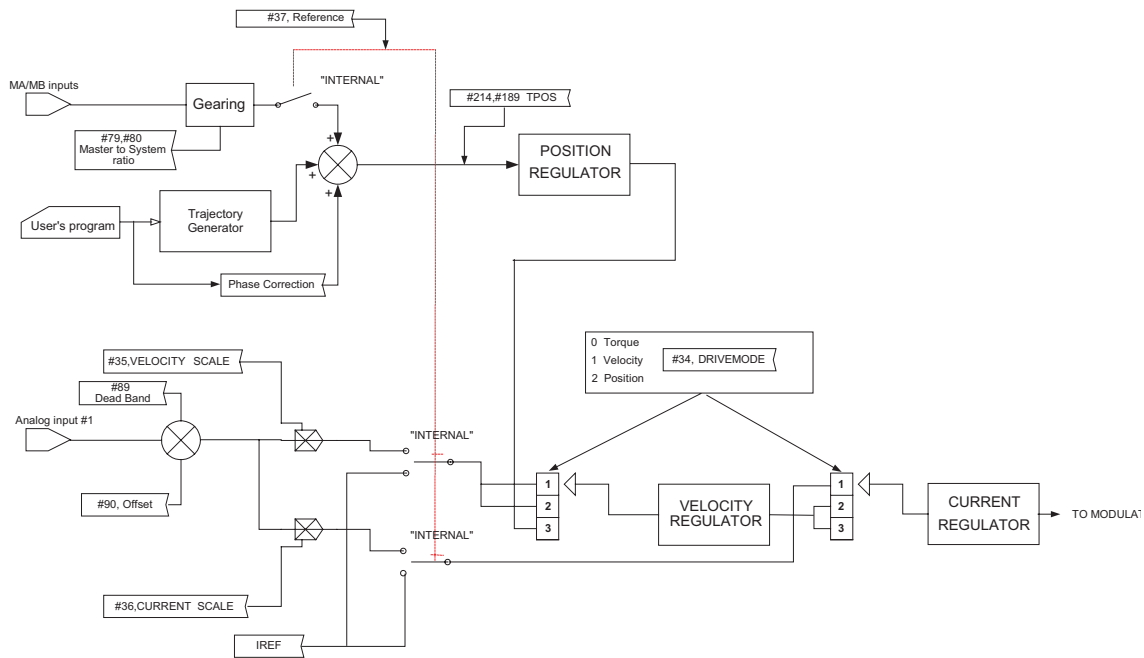 #37, Reference
MA/MB inputs
"INTERNAL"
Gearing
#214,#189 TPOS
#79,#80
Master to System
ratio
+
+
+
POSITION
REGULATOR
User's program
Trajectory
Generator
Phase Correction
#35,VELOCITY SCALE
0 Torque
1 Velocity
2 Position
#34, DRIVEMODE
#89
Dead Band
Analog input #1
"INTERNAL"
#90, Offset
1
2
3
VELOCITY
REGULATOR
1
2
3
CURRENT
REGULATOR
TO MODULAT
"INTERNAL"
#36,CURRENT SCALE
IREF